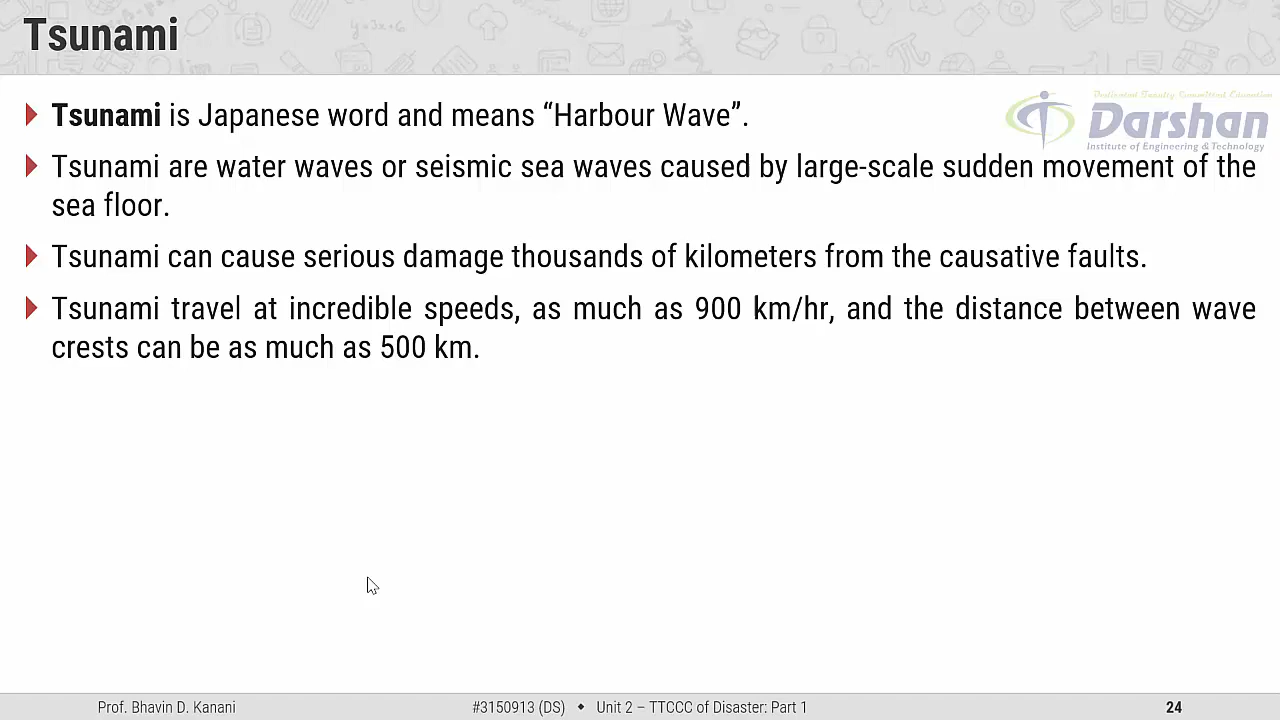 Tsunami
Dedicated Faculty Committed Education
Darshan
Institute of Engineering & Technology
Tsunami is Japanese word and means “Harbour Wave”.
Tsunami are water waves or seismic sea waves caused by large-scale sudden movement of the
sea floor.
Tsunami can cause serious damage thousands of kilometers from the causative faults.
Tsunami travel at incredible speeds, as much as 900 km/hr, and the distance between wave
crests can be as much as 500 km.
Prof. Bhavin D. Kanani
#3150913 (DS) ◆ Unit 2 – TTCCC of Disaster: Part 1
24